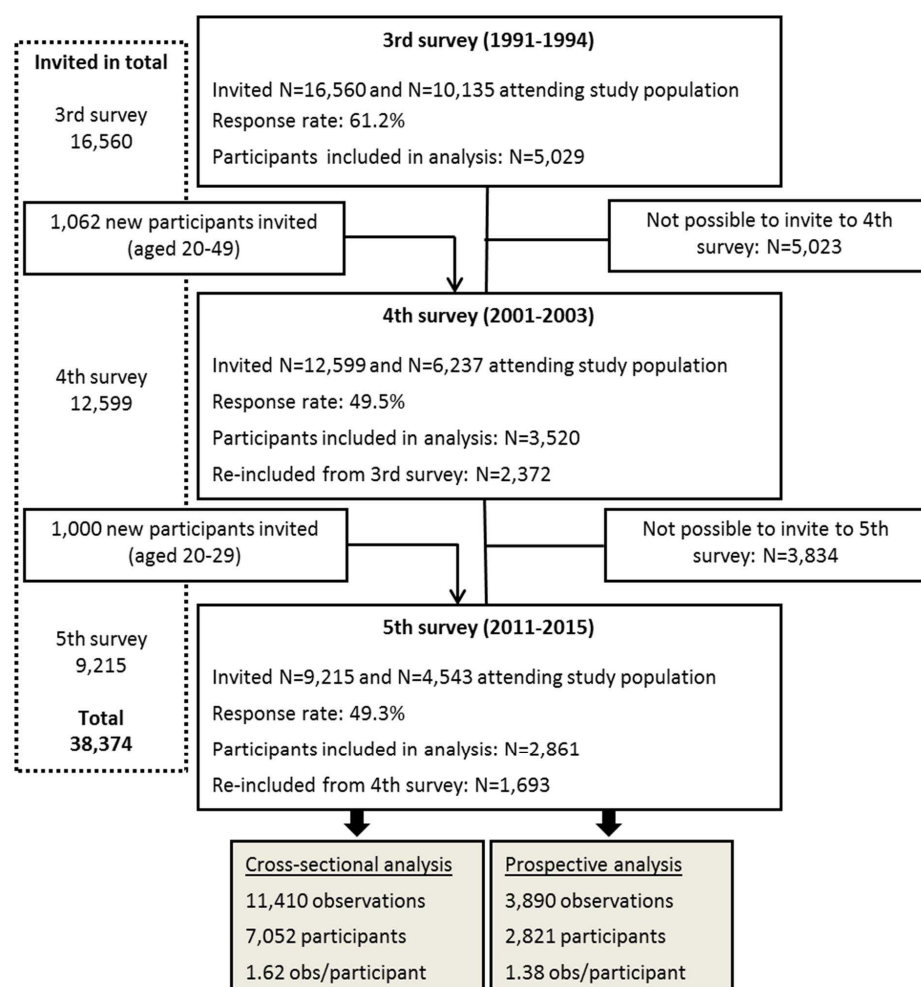 3rd survey (1991-1994)
Invited N=16,560 and N=10,135 attending study population
Response rate: 61.2%
Participants included in analysis: N=5,029
Invited in total
3rd survey
16,560
1,062 new participants invited
(aged 20-49)
Not possible to invite to 4th
survey: N=5,023
4th survey (2001-2003)
Invited N=12,599 and N=6,237 attending study population
Response rate: 49.5%
Participants included in analysis: N=3,520
Re-included from 3rd survey: N=2,372
4th survey
12,599
1,000 new participants invited
(aged 20-29)
Not possible to invite to 5th
survey: N=3,834
5th survey (2011-2015)
Invited N=9,215 and N=4,543 attending study population
Response rate: 49.3%
Participants included in analysis: N=2,861
Re-included from 4th survey: N=1,693
5th survey
9,215
Total
38,374
Cross-sectional analysis
11,410 observations
7,052 participants
1.62 obs/participant
Prospective analysis
3,890 observations
2,821 participants
1.38 obs/participant